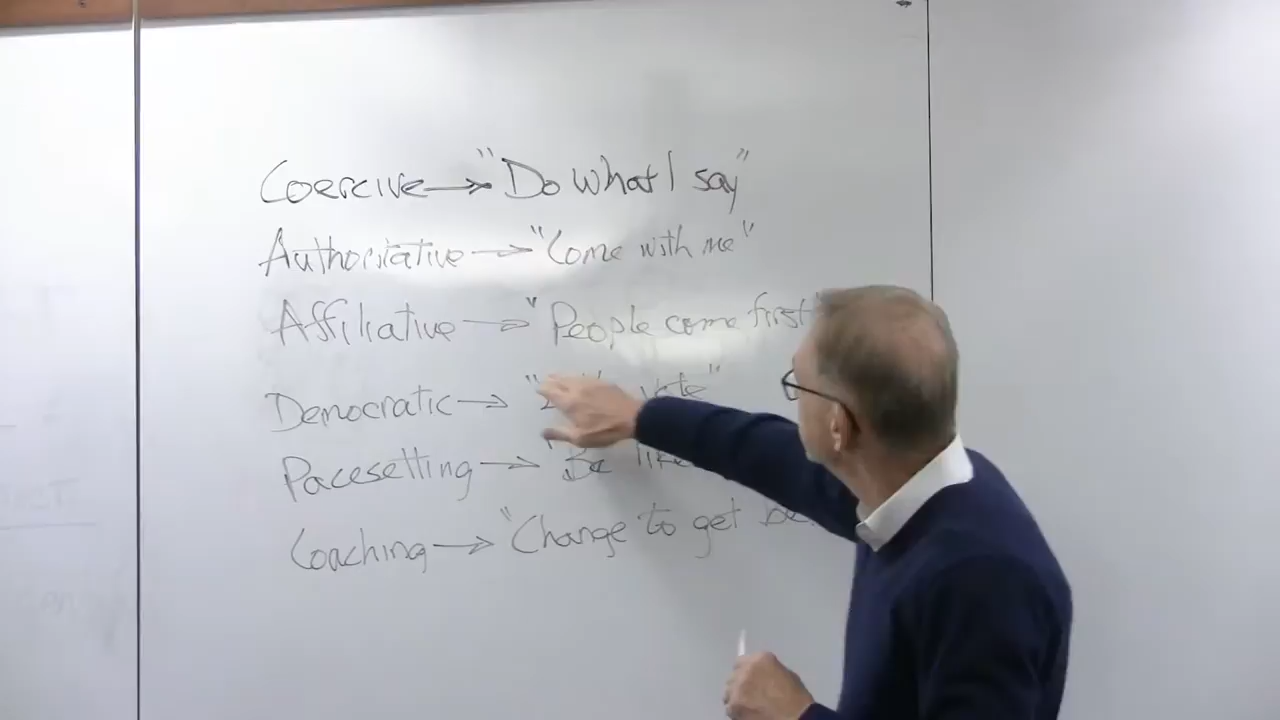 Coercive → "Do what I say"
Authoritative → "Come with me"
Affiliative → "People come first"
Democratic → " vote"
Pacesetting → "Be like
Coaching → "Change to get